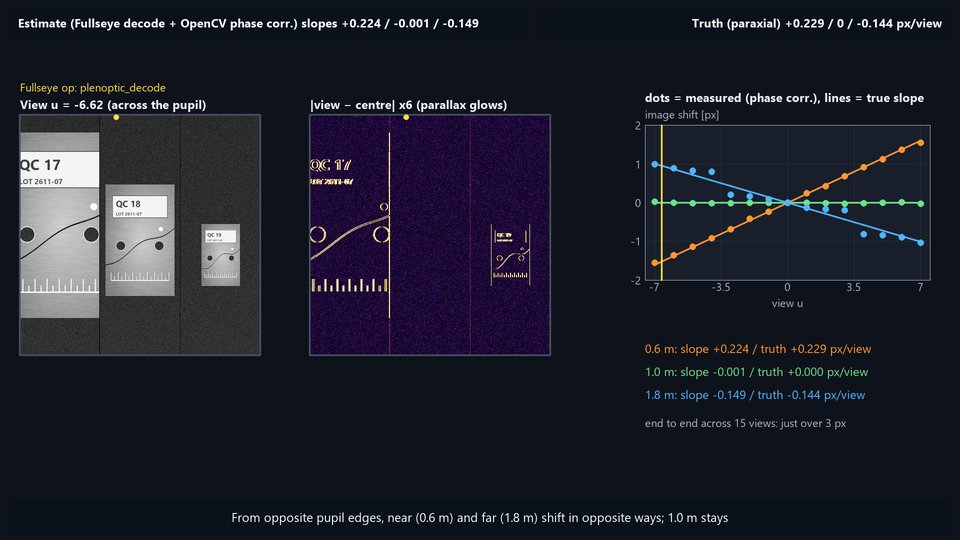 Estimate (Fullseye decode + OpenCV phase corr.) slopes +0.224 / -0.001 / -0.149
Truth (paraxial) +0.229 / 0 / -0.144 px/view
Fullseye op: plenoptic_decode
View u = -6.62 (across the pupil)
QC 17
LOT 2611-07
QC 18
LOT 2611-07
QC 19
LOT 2611-07
|view − centre| x6 (parallax glows)
QC 17
dots = measured (phase corr.), lines = true slope
image shift [px]
2
1
0
-1
-2
-7
-3.5
0
3.5
7
view u
0.6 m: slope +0.224 / truth +0.229 px/view
1.0 m: slope -0.001 / truth +0.000 px/view
1.8 m: slope -0.149 / truth -0.144 px/view
end to end across 15 views: just over 3 px
From opposite pupil edges, near (0.6 m) and far (1.8 m) shift in opposite ways; 1.0 m stays